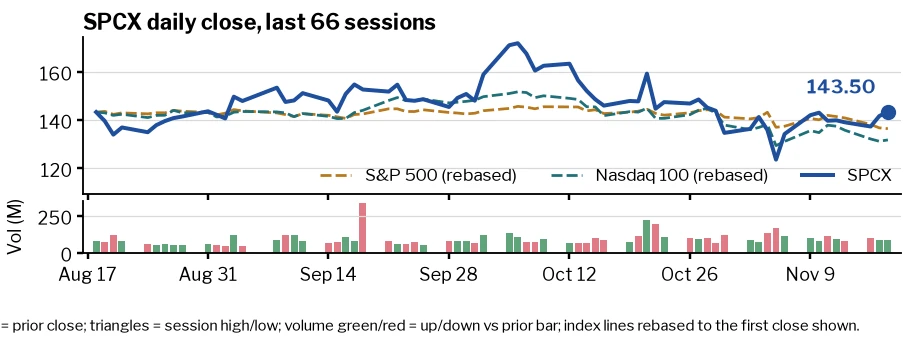 SPCX daily close, last 66 sessions
160
140
120
143.50
S&P 500 (rebased) Nasdaq 100 (rebased) SPCX
Vol (M)
250
0
Aug 17 Aug 31 Sep 14 Sep 28 Oct 12 Oct 26 Nov 9
= prior close; triangles = session high/low; volume green/red = up/down vs prior bar; index lines rebased to the first close shown.